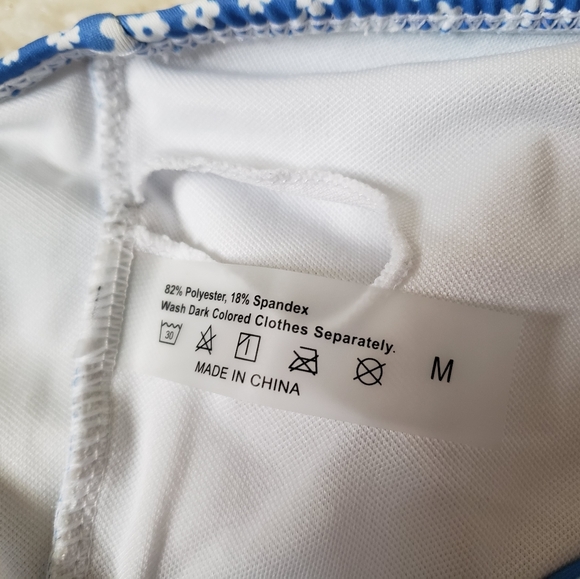 82% Polyester, 18% Spandex
Wash Dark Colored Clothes Separately.
30
M
MADE IN CHINA